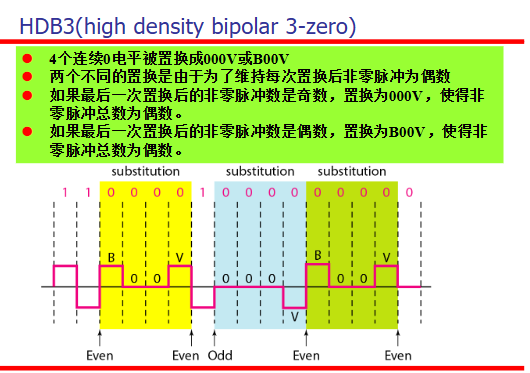 HDB3(high density bipolar 3-zero)
4个连续0电平被置换成000V或B00V
两个不同的置换是由于为了维持每次置换后非零脉冲为偶数
如果最后一次置换后的非零脉冲数是奇数，置换为000V，使得非
零脉冲总数为偶数。
如果最后一次置换后的非零脉冲数是偶数，置换为B00V，使得非
零脉冲总数为偶数。
substitution substitution substitution
1 1 0 0 0 0 1 0 0 0 0 0 0 0 0 0
B V B V
0 0 0 0 0 0 0
V
Even Even Odd Even Even